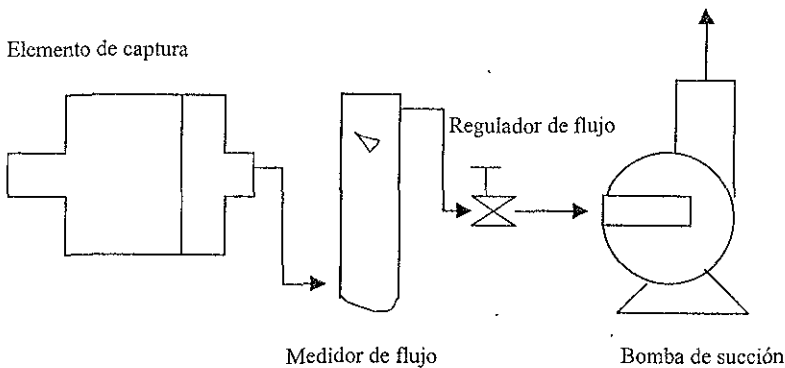 Elemento de captura
Regulador de flujo
Medidor de flujo
Bomba de succión